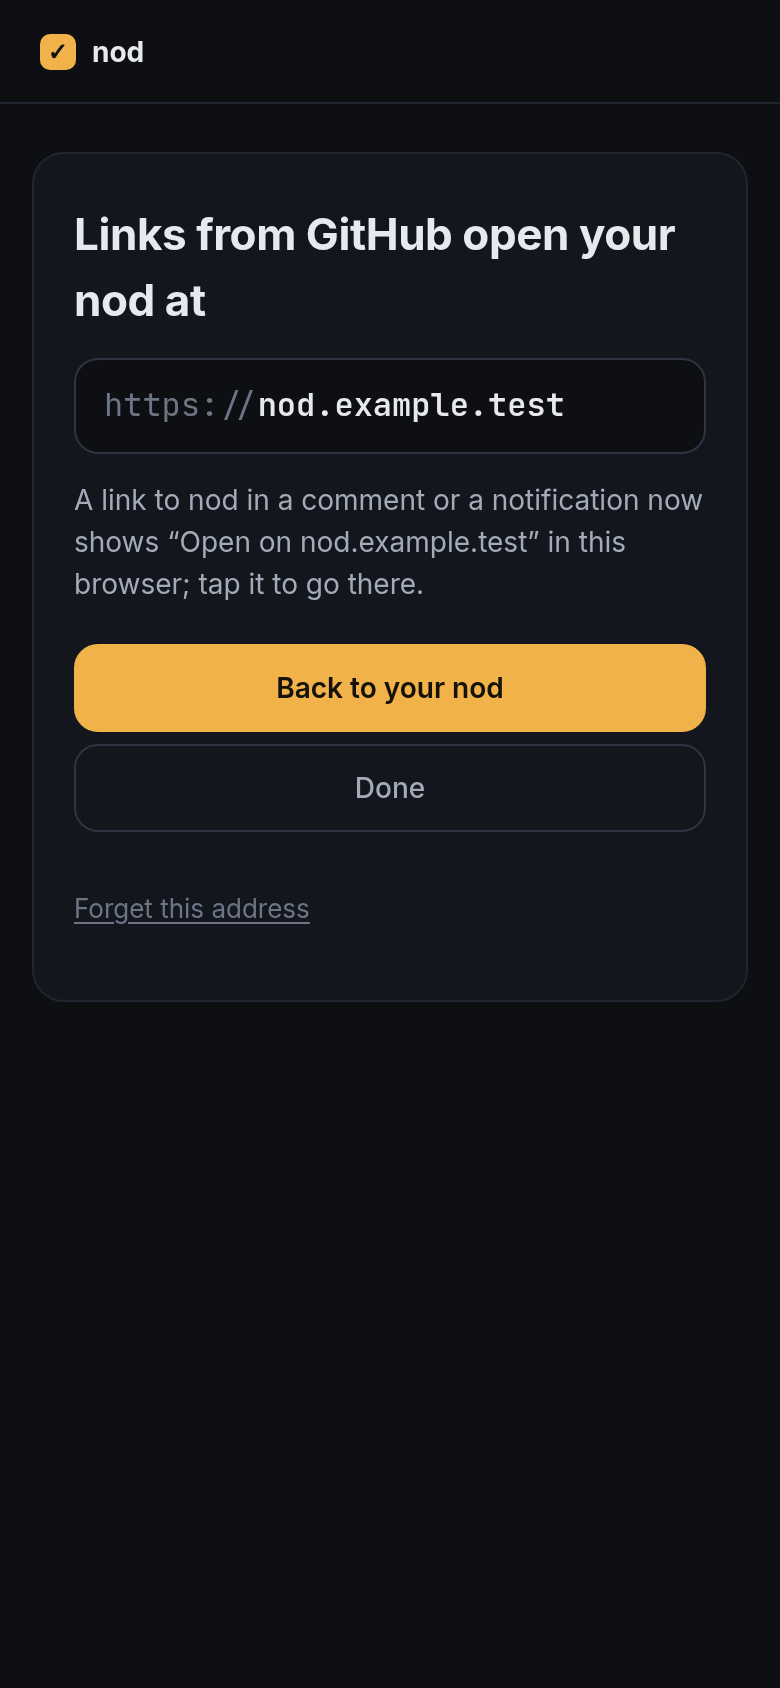 ✓ nod
Links from GitHub open your
nod at
https://nod.example.test
A link to nod in a comment or a notification now
shows “Open on nod.example.test” in this
browser; tap it to go there.
Back to your nod
Done
Forget this address